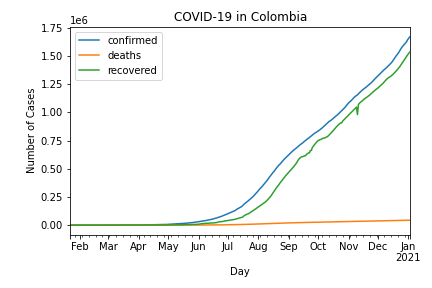 COVID-19 in Colombia
1e6
1.75
1.50
1.25
1.00
0.75
0.50
0.25
0.00
Number of Cases
confirmed
deaths
recovered
Feb Mar Apr May Jun Jul Aug Sep Oct Nov Dec Jan
2021
Day